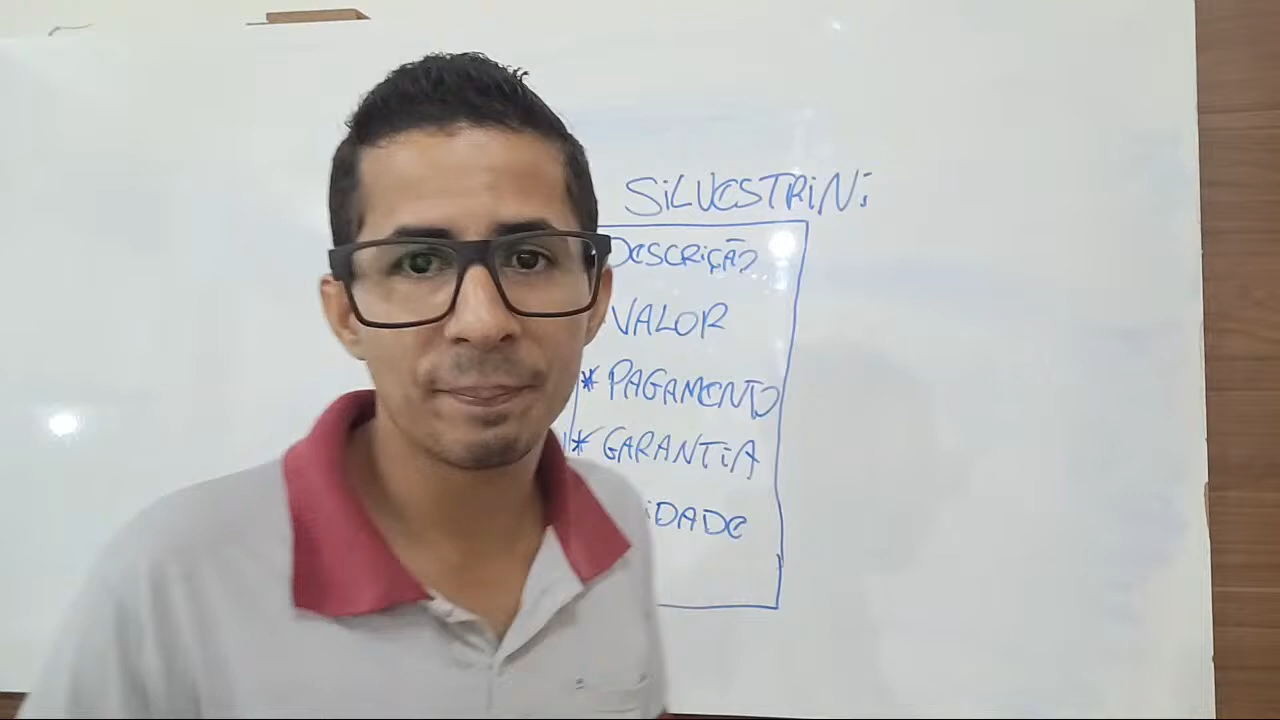 SiLVESTRINi
DESCRIÇÃO
VALOR
* PAGAMENTO
* GARANTIA